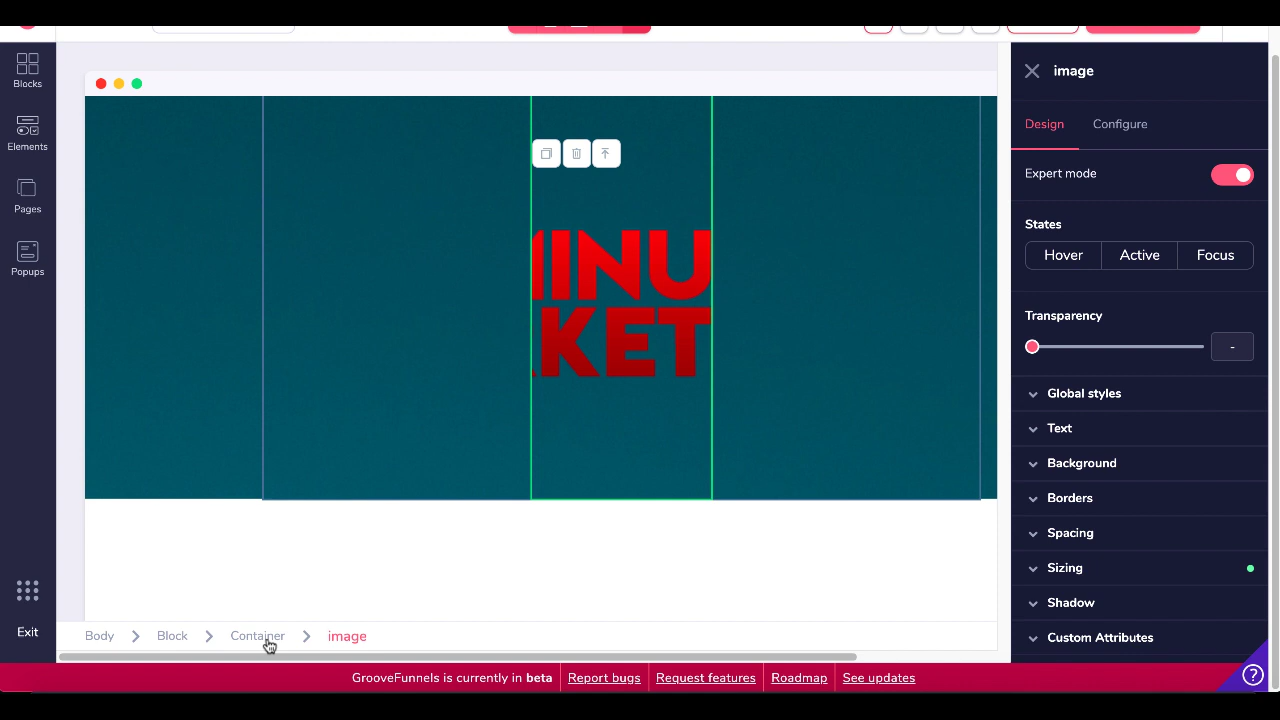 image
Blocks
Design
Configure
Elements
Expert mode
Pages
States
Hover
Active
Focus
Popups
MINU
Transparency
KET
-
Global styles
Text
Background
Borders
Spacing
Sizing
Shadow
Exit
Body
Block
Container
image
Custom Attributes
GrooveFunnels is currently in beta
Report bugs
Request features
Roadmap
See updates
?